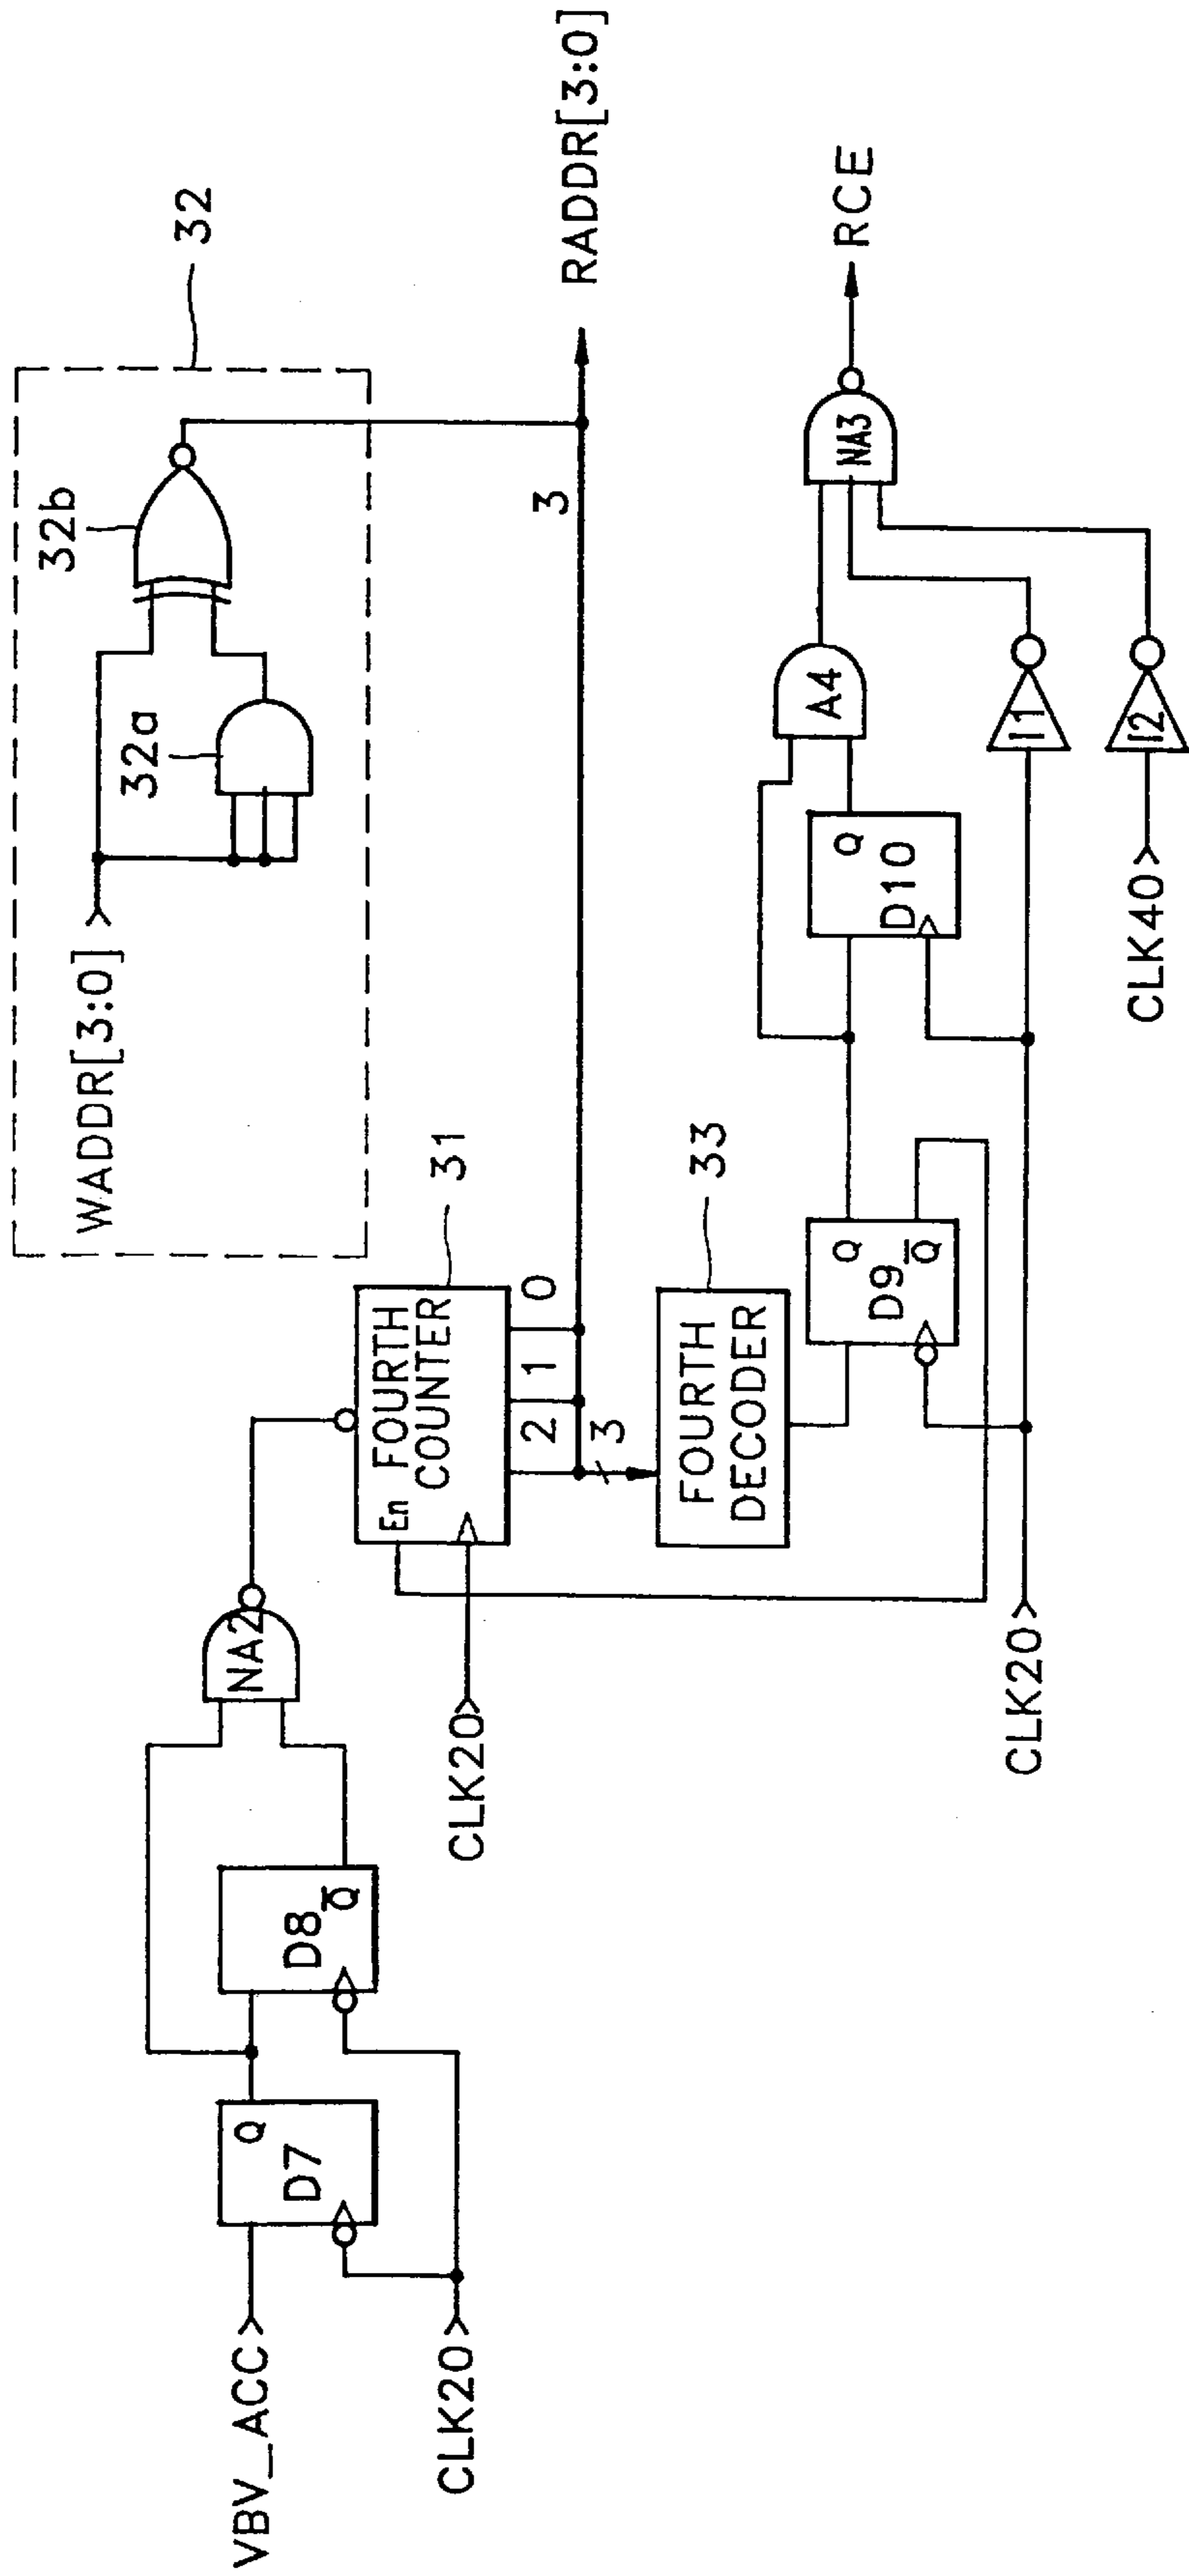 WADDR[3:0]
32a
32b
32
VBV_ACC
D7
Q
D8
Q
NA2
CLK20
CLK20
En
FOURTH
COUNTER
31
2
1
0
3
3
RADDR[3:0]
FOURTH
DECODER
33
D9
Q
Q
D10
Q
A4
NA3
RCE
CLK20
I1
CLK40
I2